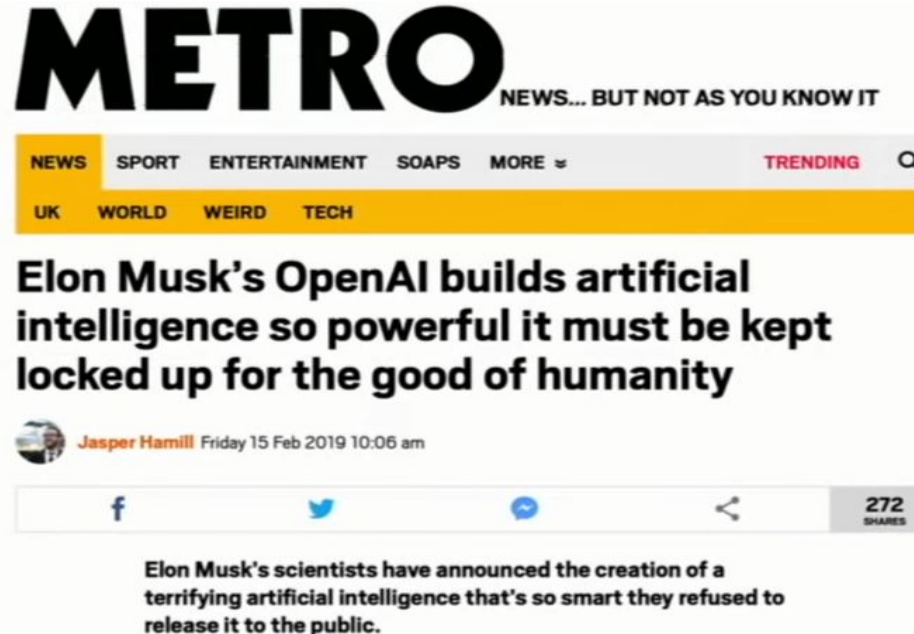 METRO
NEWS... BUT NOT AS YOU KNOW IT
NEWS SPORT ENTERTAINMENT SOAPS MORE TRENDING
UK WORLD WEIRD TECH
Elon Musk's OpenAI builds artificial
intelligence so powerful it must be kept
locked up for the good of humanity
Jasper Hamill Friday 15 Feb 2019 10:06 am
272
SHARES
Elon Musk's scientists have announced the creation of a
terrifying artificial intelligence that's so smart they refused to
release it to the public.